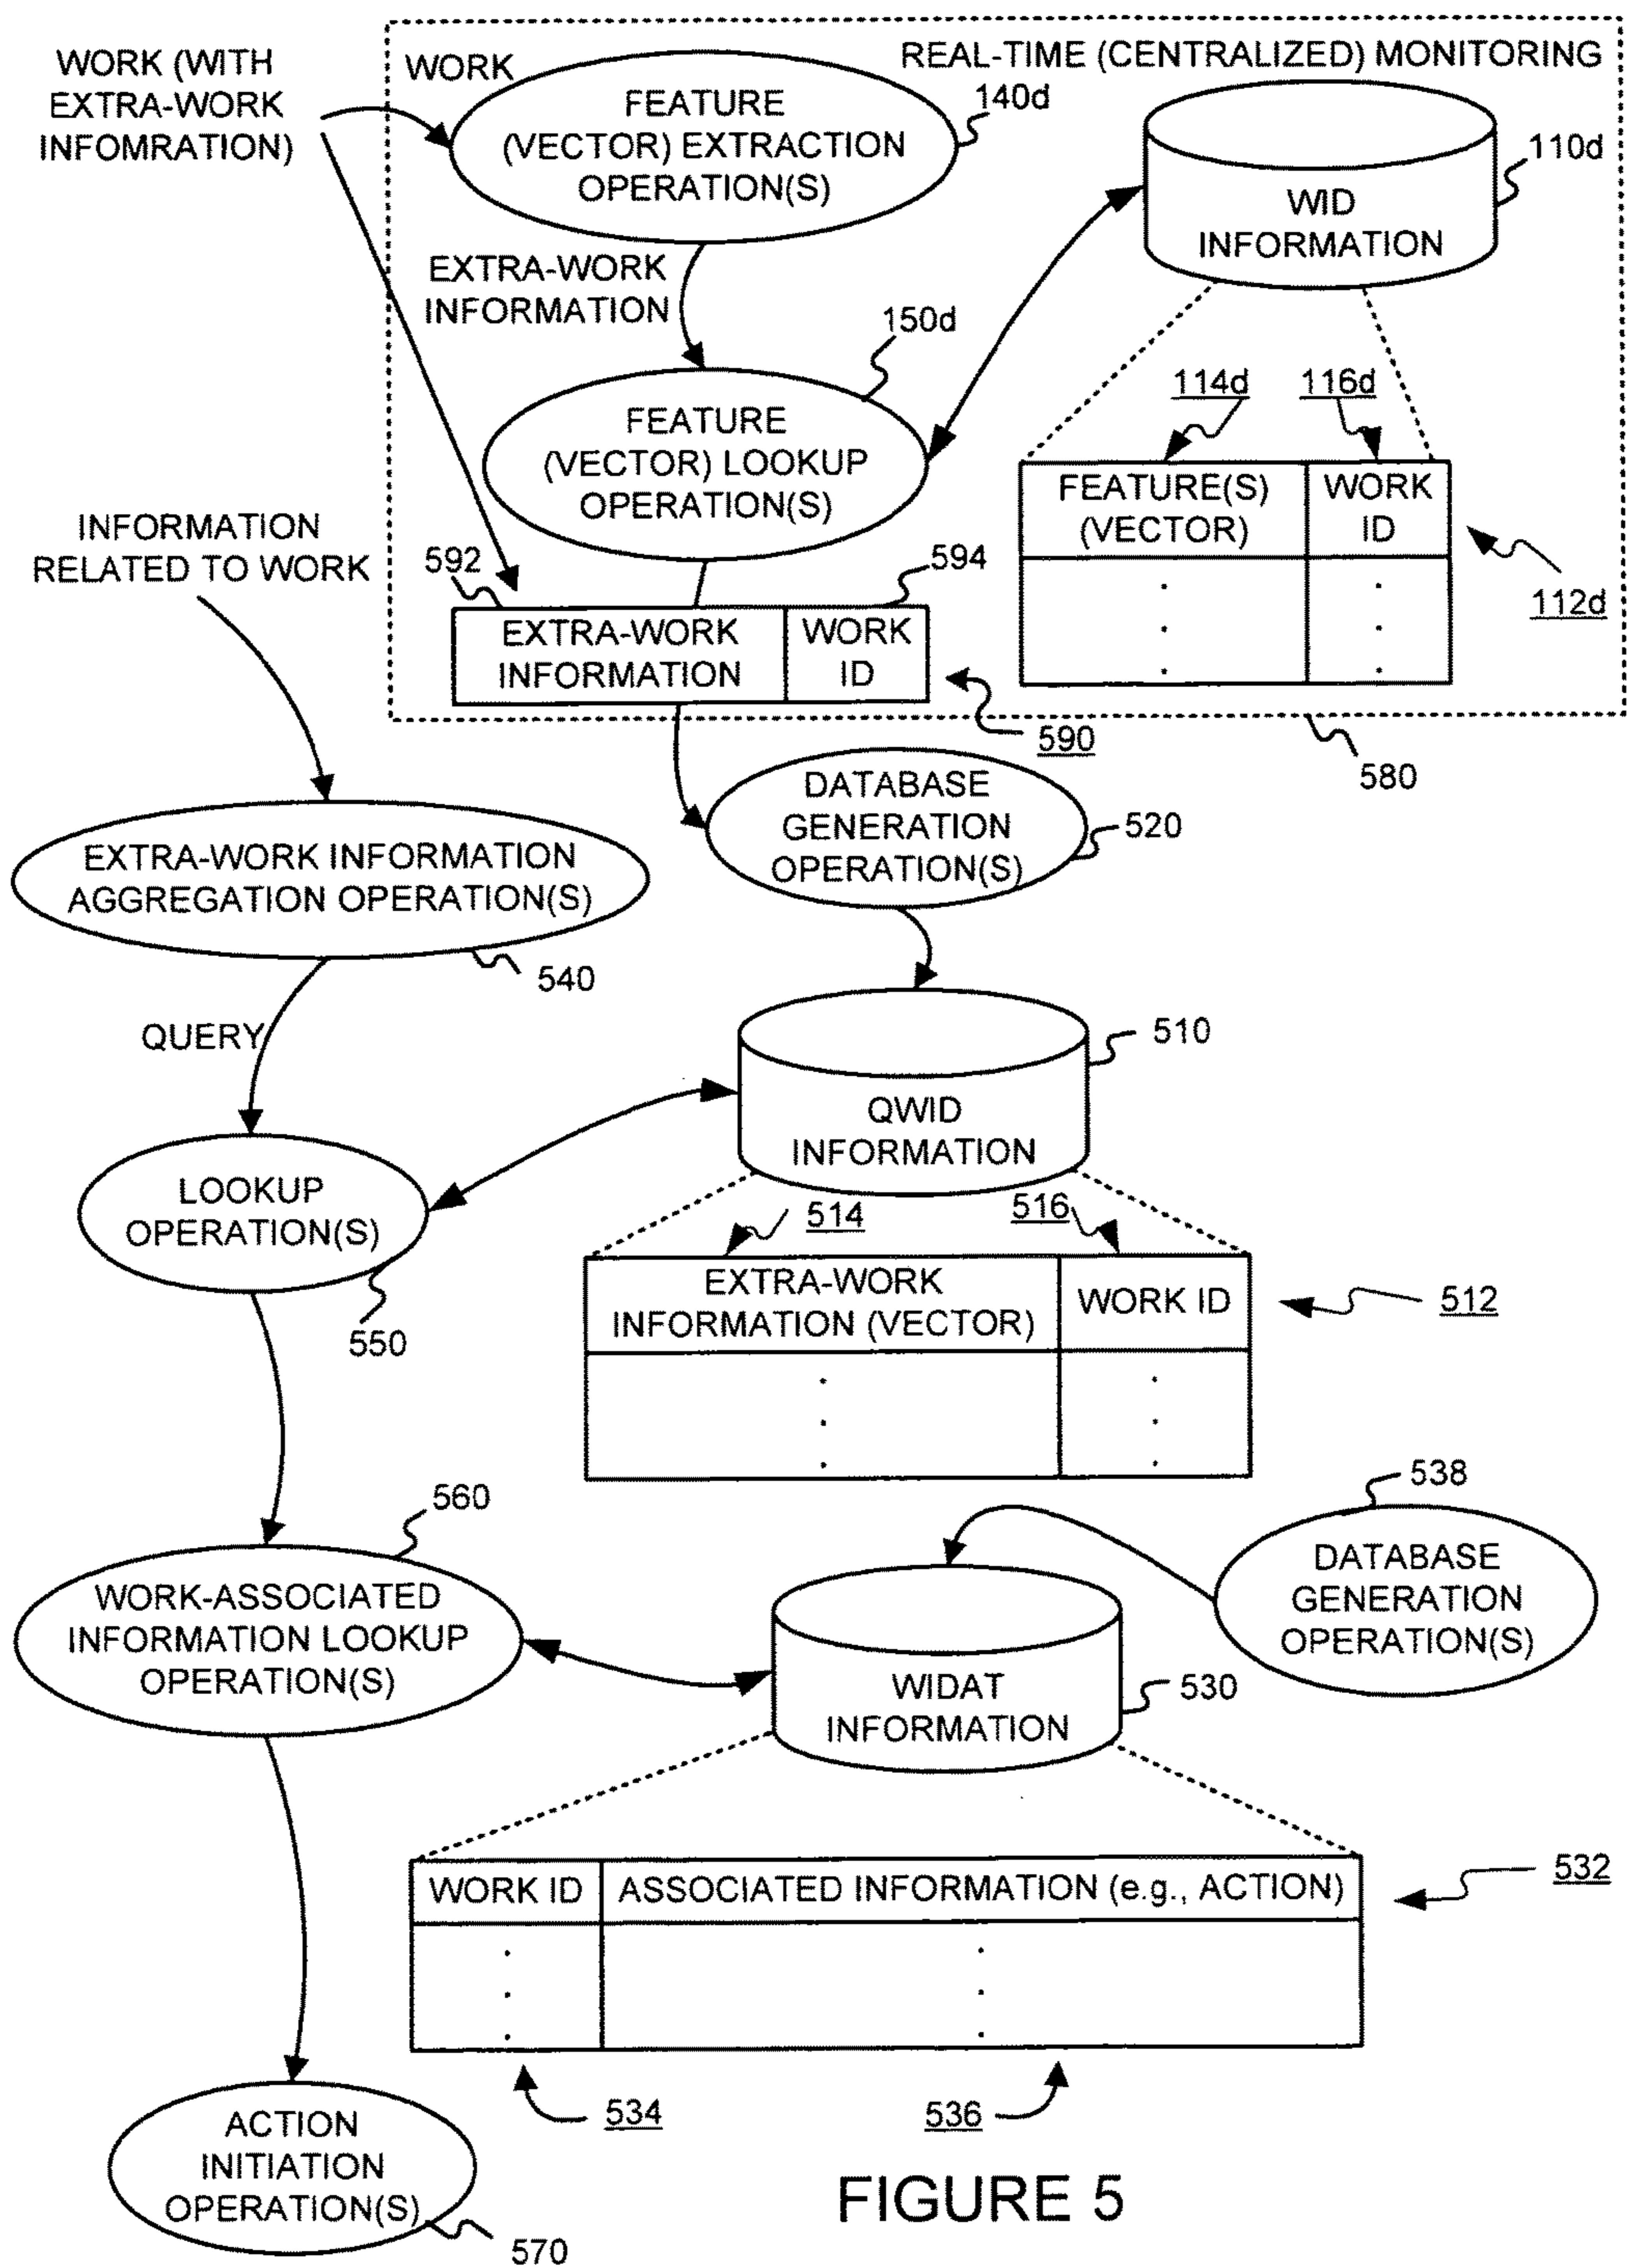 WORK (WITH
EXTRA-WORK
INFOMRATION)
WORK
REAL-TIME (CENTRALIZED) MONITORING
FEATURE
(VECTOR) EXTRACTION
OPERATION(S)
140d
110d
WID
INFORMATION
EXTRA-WORK
INFORMATION
150d
FEATURE
(VECTOR) LOOKUP
OPERATION(S)
114d
116d
FEATURE(S)
(VECTOR)
WORK
ID
112d
INFORMATION
RELATED TO WORK
592
594
EXTRA-WORK
INFORMATION
WORK
ID
590
580
DATABASE
GENERATION
OPERATION(S)
520
EXTRA-WORK INFORMATION
AGGREGATION OPERATION(S)
540
QUERY
510
QWID
INFORMATION
LOOKUP
OPERATION(S)
550
514
516
EXTRA-WORK
INFORMATION (VECTOR)
WORK ID
512
538
DATABASE
GENERATION
OPERATION(S)
560
WORK-ASSOCIATED
INFORMATION LOOKUP
OPERATION(S)
WIDAT
INFORMATION
530
WORK ID
ASSOCIATED INFORMATION (e.g., ACTION)
532
534
536
ACTION
INITIATION
OPERATION(S)
570
FIGURE 5